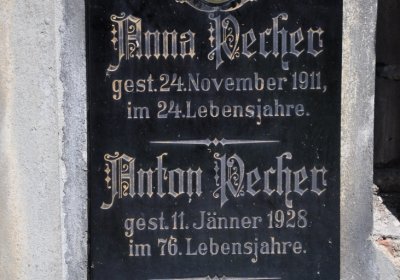 Anna Pecher
gest. 24. November 1911,
im 24. Lebensjahre.
Anton Pecher
gest. 11. Jänner 1928
im 76. Lebensjahre.